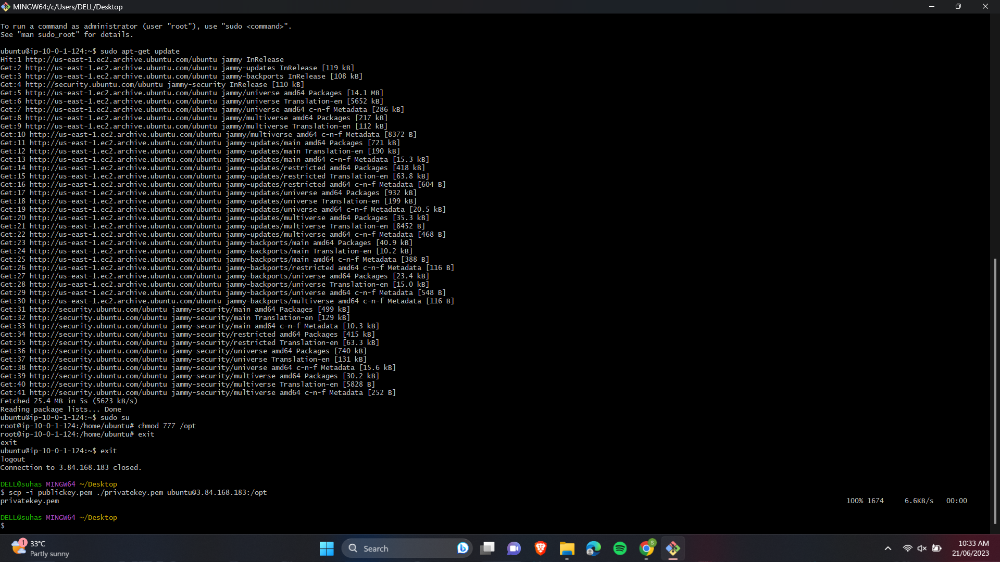 MINGW64:/c/Users/DELL/Desktop
To run a command as administrator (user "root"), use "sudo <command>".
See "man sudo_root" for details.
ubuntu@ip-10-0-1-124:~$ sudo apt-get update
Hit:1 http://us-east-1.ec2.archive.ubuntu.com/ubuntu jammy InRelease
Get:2 http://us-east-1.ec2.archive.ubuntu.com/ubuntu jammy-updates InRelease [119 kB]
Get:3 http://us-east-1.ec2.archive.ubuntu.com/ubuntu jammy-backports InRelease [108 kB]
Get:4 http://security.ubuntu.com/ubuntu jammy-security InRelease [110 kB]
Get:5 http://us-east-1.ec2.archive.ubuntu.com/ubuntu jammy/universe amd64 Packages [14.1 MB]
Get:6 http://us-east-1.ec2.archive.ubuntu.com/ubuntu jammy/universe Translation-en [5652 kB]
Get:7 http://us-east-1.ec2.archive.ubuntu.com/ubuntu jammy/universe amd64 c-n-f Metadata [286 kB]
Get:8 http://us-east-1.ec2.archive.ubuntu.com/ubuntu jammy/multiverse amd64 Packages [217 kB]
Get:9 http://us-east-1.ec2.archive.ubuntu.com/ubuntu jammy/multiverse Translation-en [112 kB]
Get:10 http://us-east-1.ec2.archive.ubuntu.com/ubuntu jammy/multiverse amd64 c-n-f Metadata [8372 B]
Get:11 http://us-east-1.ec2.archive.ubuntu.com/ubuntu jammy-updates/main amd64 Packages [721 kB]
Get:12 http://us-east-1.ec2.archive.ubuntu.com/ubuntu jammy-updates/main Translation-en [190 kB]
Get:13 http://us-east-1.ec2.archive.ubuntu.com/ubuntu jammy-updates/main amd64 c-n-f Metadata [15.3 kB]
Get:14 http://us-east-1.ec2.archive.ubuntu.com/ubuntu jammy-updates/restricted amd64 Packages [418 kB]
Get:15 http://us-east-1.ec2.archive.ubuntu.com/ubuntu jammy-updates/restricted Translation-en [63.8 kB]
Get:16 http://us-east-1.ec2.archive.ubuntu.com/ubuntu jammy-updates/restricted amd64 c-n-f Metadata [604 B]
Get:17 http://us-east-1.ec2.archive.ubuntu.com/ubuntu jammy-updates/universe amd64 Packages [932 kB]
Get:18 http://us-east-1.ec2.archive.ubuntu.com/ubuntu jammy-updates/universe Translation-en [199 kB]
Get:19 http://us-east-1.ec2.archive.ubuntu.com/ubuntu jammy-updates/universe amd64 c-n-f Metadata [20.5 kB]
Get:20 http://us-east-1.ec2.archive.ubuntu.com/ubuntu jammy-updates/multiverse amd64 Packages [35.3 kB]
Get:21 http://us-east-1.ec2.archive.ubuntu.com/ubuntu jammy-updates/multiverse Translation-en [8452 B]
Get:22 http://us-east-1.ec2.archive.ubuntu.com/ubuntu jammy-updates/multiverse amd64 c-n-f Metadata [468 B]
Get:23 http://us-east-1.ec2.archive.ubuntu.com/ubuntu jammy-backports/main amd64 Packages [40.9 kB]
Get:24 http://us-east-1.ec2.archive.ubuntu.com/ubuntu jammy-backports/main Translation-en [10.2 kB]
Get:25 http://us-east-1.ec2.archive.ubuntu.com/ubuntu jammy-backports/main amd64 c-n-f Metadata [388 B]
Get:26 http://us-east-1.ec2.archive.ubuntu.com/ubuntu jammy-backports/restricted amd64 c-n-f Metadata [116 B]
Get:27 http://us-east-1.ec2.archive.ubuntu.com/ubuntu jammy-backports/universe amd64 Packages [23.4 kB]
Get:28 http://us-east-1.ec2.archive.ubuntu.com/ubuntu jammy-backports/universe Translation-en [15.0 kB]
Get:29 http://us-east-1.ec2.archive.ubuntu.com/ubuntu jammy-backports/universe amd64 c-n-f Metadata [548 B]
Get:30 http://us-east-1.ec2.archive.ubuntu.com/ubuntu jammy-backports/multiverse amd64 c-n-f Metadata [116 B]
Get:31 http://security.ubuntu.com/ubuntu jammy-security/main amd64 Packages [499 kB]
Get:32 http://security.ubuntu.com/ubuntu jammy-security/main Translation-en [129 kB]
Get:33 http://security.ubuntu.com/ubuntu jammy-security/main amd64 c-n-f Metadata [10.3 kB]
Get:34 http://security.ubuntu.com/ubuntu jammy-security/restricted amd64 Packages [415 kB]
Get:35 http://security.ubuntu.com/ubuntu jammy-security/restricted Translation-en [63.3 kB]
Get:36 http://security.ubuntu.com/ubuntu jammy-security/universe amd64 Packages [740 kB]
Get:37 http://security.ubuntu.com/ubuntu jammy-security/universe Translation-en [131 kB]
Get:38 http://security.ubuntu.com/ubuntu jammy-security/universe amd64 c-n-f Metadata [15.6 kB]
Get:39 http://security.ubuntu.com/ubuntu jammy-security/multiverse amd64 Packages [30.2 kB]
Get:40 http://security.ubuntu.com/ubuntu jammy-security/multiverse Translation-en [5828 B]
Get:41 http://security.ubuntu.com/ubuntu jammy-security/multiverse amd64 c-n-f Metadata [252 B]
Fetched 25.4 MB in 5s (5623 kB/s)
Reading package lists... Done
ubuntu@ip-10-0-1-124:~$ sudo su
root@ip-10-0-1-124:/home/ubuntu# chmod 777 /opt
root@ip-10-0-1-124:/home/ubuntu# exit
exit
ubuntu@ip-10-0-1-124:~$ exit
logout
Connection to 3.84.168.183 closed.
DELL@suhas MINGW64 ~/Desktop
$ scp -i publickey.pem ./privatekey.pem ubuntu@3.84.168.183:/opt
privatekey.pem 100% 1674 6.6KB/s 00:00
DELL@suhas MINGW64 ~/Desktop
$
1
33°C
Partly sunny
Search
S
10:33 AM
21/06/2023